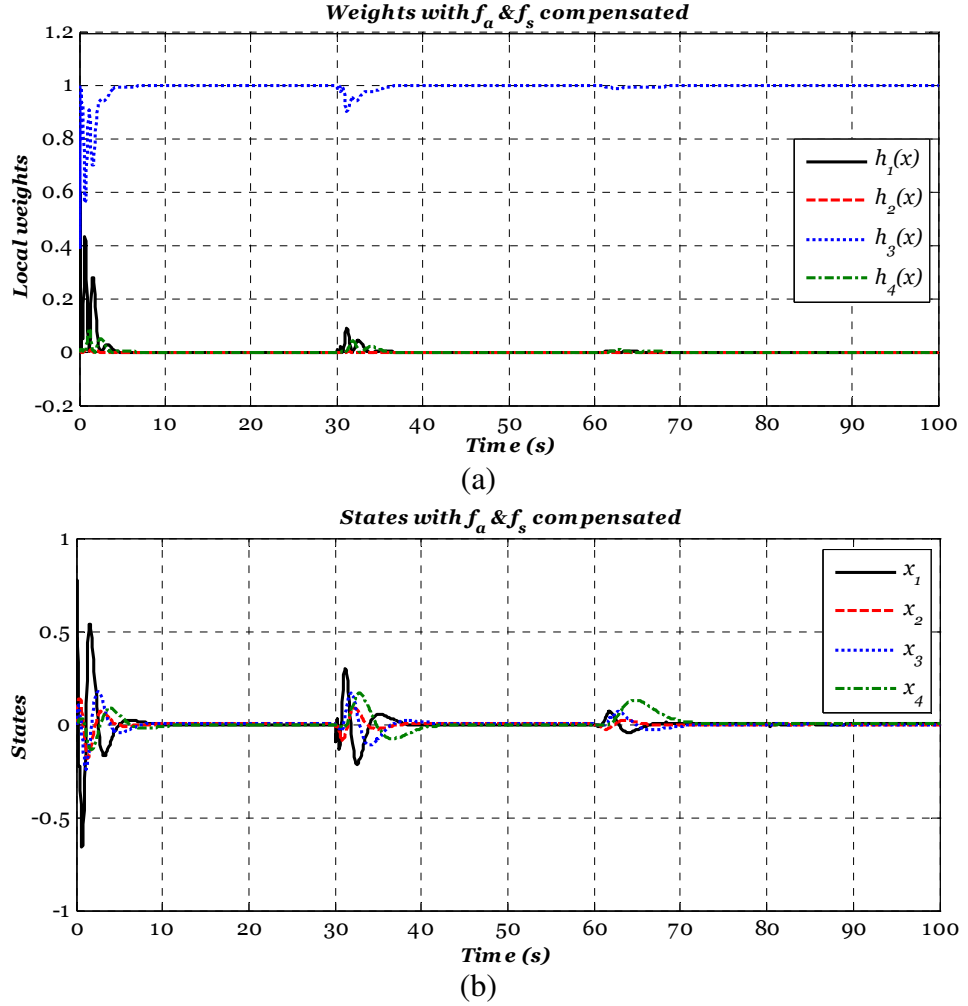 Weights with f_a & f_s compensated
1.2
1
0.8
0.6
0.4
0.2
0
-0.2
Local weights
h_1(x)
h_2(x)
h_3(x)
h_4(x)
0 10 20 30 40 50 60 70 80 90 100
Time (s)
(a)
States with f_a & f_s compensated
1
0.5
0
-0.5
-1
States
x_1
x_2
x_3
x_4
0 10 20 30 40 50 60 70 80 90 100
Time (s)
(b)